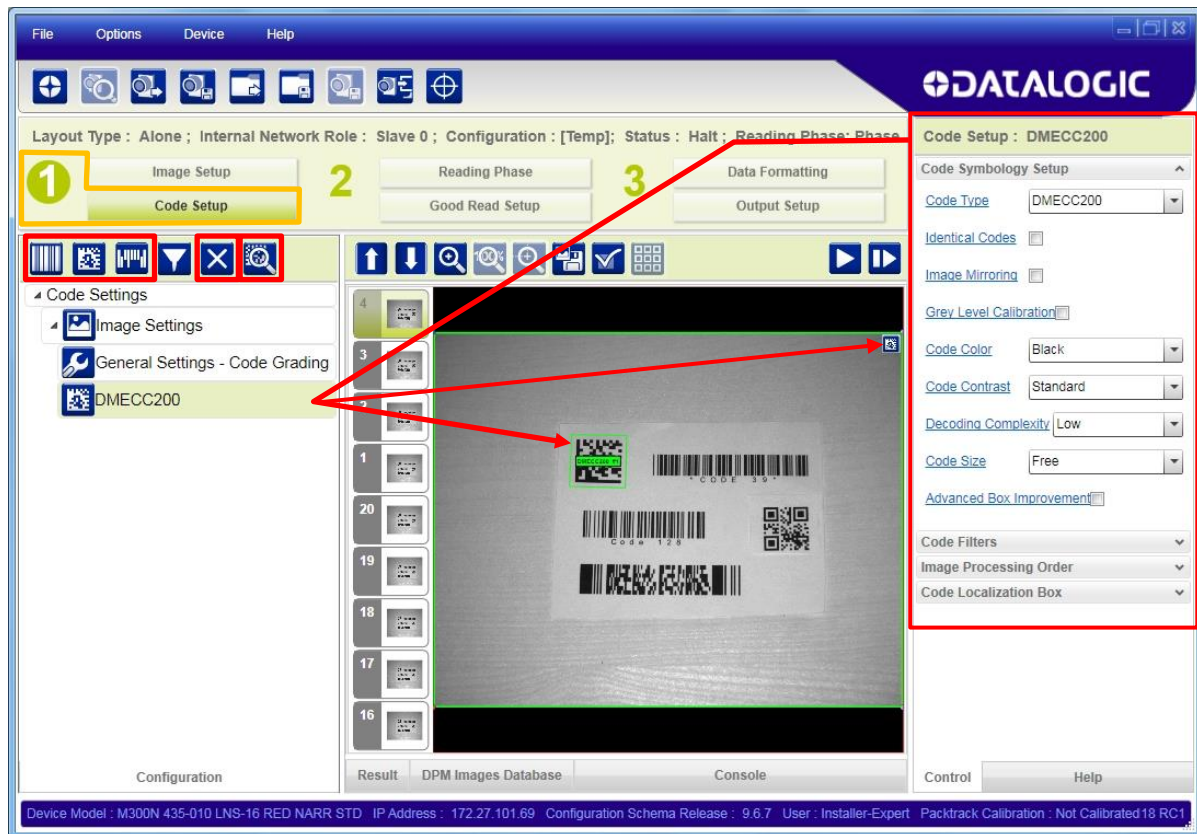 File Options Device Help
DATALOGIC
Layout Type : Alone ; Internal Network Role : Slave 0 ; Configuration : [Temp]; Status : Halt ; Reading Phase: Phase
1 Image Setup 2 Reading Phase 3 Data Formatting
Code Setup Good Read Setup Output Setup
100%
Code Settings
Image Settings
General Settings - Code Grading
DMECC200
Configuration
4
3
2
1
20
19
18
17
16
*CODE 39*
Code 128
Result DPM Images Database Console
Code Setup : DMECC200
Code Symbology Setup
Code Type DMECC200
Identical Codes
Image Mirroring
Grey Level Calibration
Code Color Black
Code Contrast Standard
Decoding Complexity Low
Code Size Free
Advanced Box Improvement
Code Filters
Image Processing Order
Code Localization Box
Control Help
Device Model : M300N 435-010 LNS-16 RED NARR STD IP Address : 172.27.101.69 Configuration Schema Release : 9.6.7 User : Installer-Expert Packtrack Calibration : Not Calibrated 18 RC1